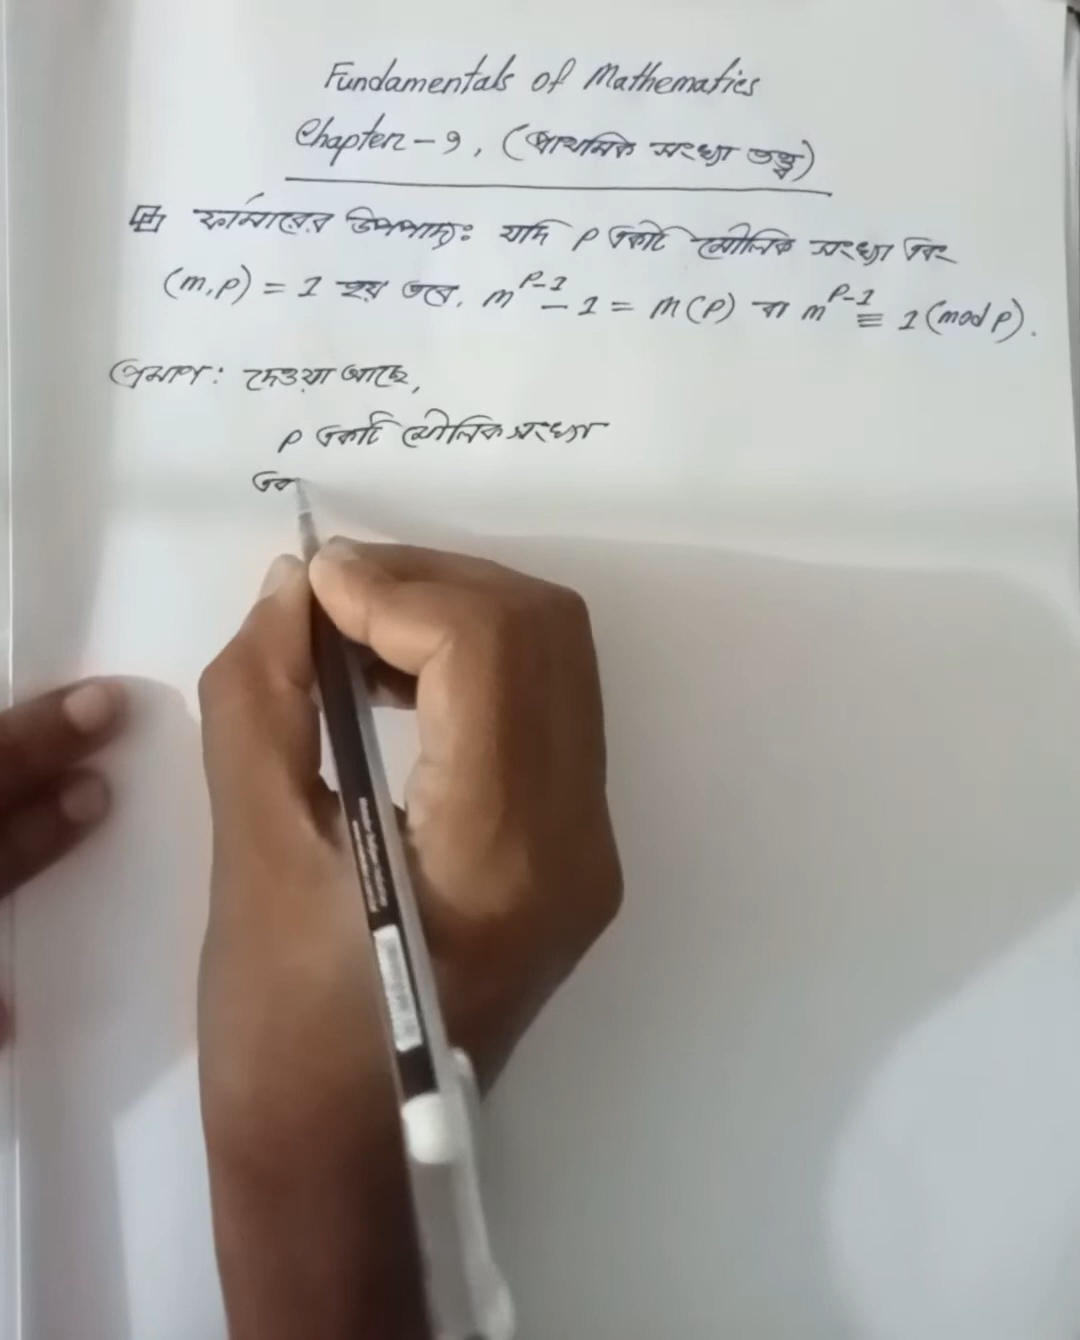 Fundamentals of Mathematics
Chapter-9, (প্রাথমিক সংখ্যা তত্ত্ব)
ফার্মারের উপপাদ্য: যদি P একটি মৌলিক সংখ্যা এবং
(m,P) = 1 হয় তবে, m^P-1 - 1 = M(P) বা m^P-1 ≡ 1 (mod P).
প্রমাণ: দেওয়া আছে,
P একটি মৌলিক সংখ্যা
এব